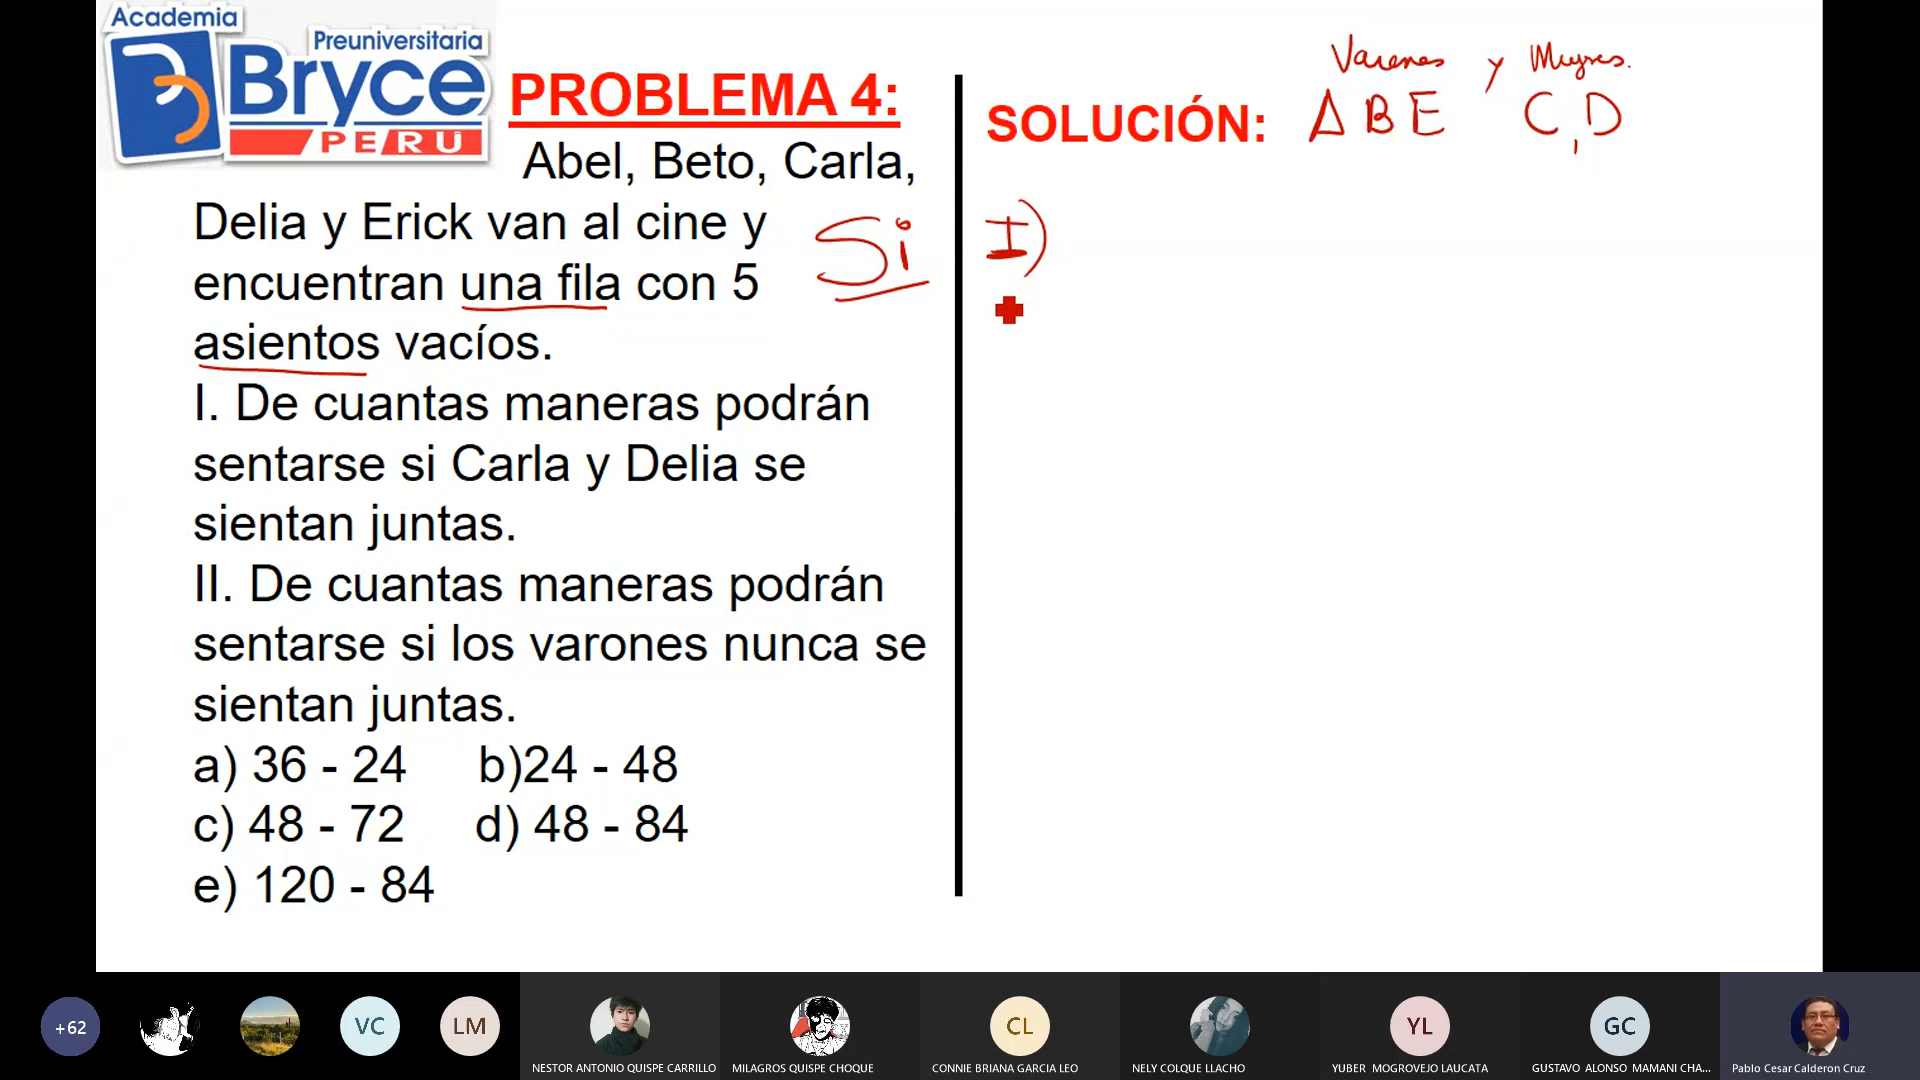 Academia
Preuniversitaria
Bryce
PERÚ
PROBLEMA 4:
Abel, Beto, Carla,
Delia y Erick van al cine y
encuentran una fila con 5
asientos vacíos.
I. De cuantas maneras podrán
sentarse si Carla y Delia se
sientan juntas.
II. De cuantas maneras podrán
sentarse si los varones nunca se
sientan juntas.
a) 36 - 24 b)24 - 48
c) 48 - 72 d) 48 - 84
e) 120 - 84
Si
Varones y Mujeres.
SOLUCIÓN: A B E C, D
I)
+62
VC
LM
NESTOR ANTONIO QUISPE CARRILLO
MILAGROS QUISPE CHOQUE
CL
CONNIE BRIANA GARCIA LEO
NELY COLQUE LLACHO
YL
YUBER MOGROVEJO LAUCATA
GC
GUSTAVO ALONSO MAMANI CHA...
Pablo Cesar Calderon Cruz